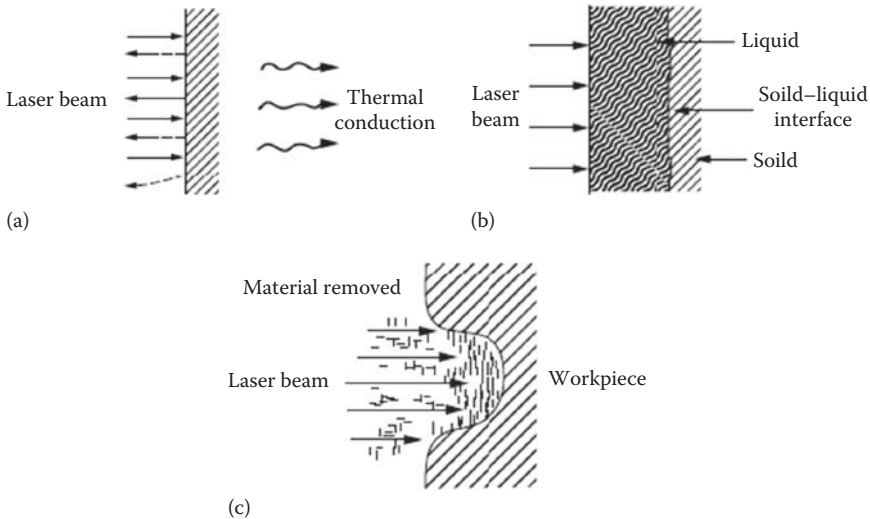 Laser beam
Thermal
conduction
(a)
Laser
beam
Liquid
Soild–liquid
interface
Soild
(b)
Material removed
Laser beam
Workpiece
(c)